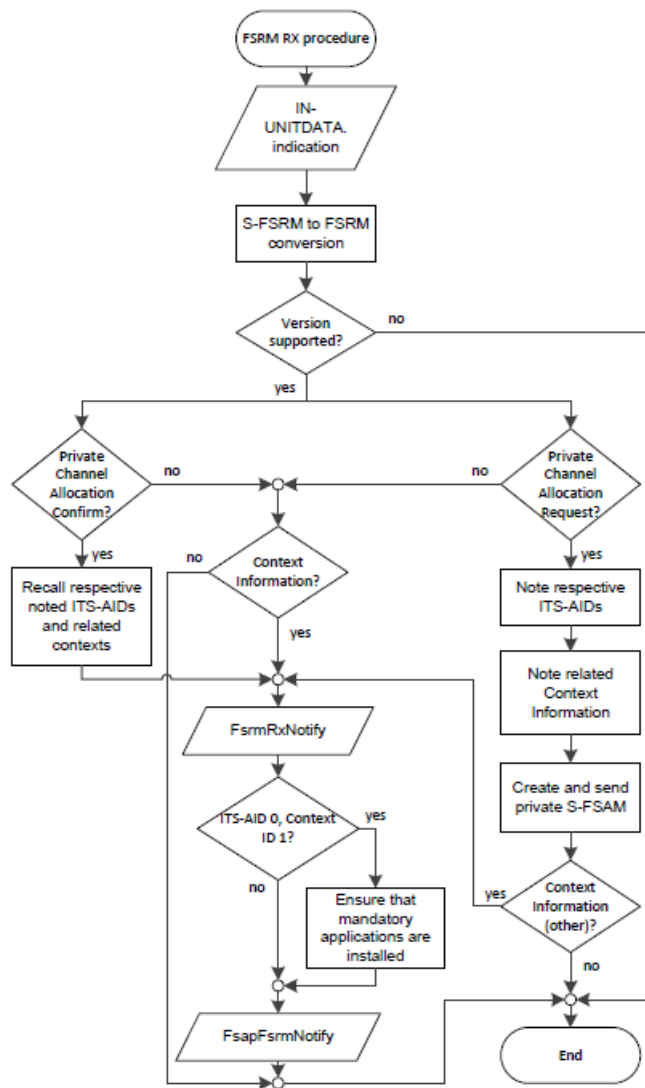 FSRM RX procedure
IN-
UNITDATA.
indication
S-FSRM to FSRM
conversion
Version
supported?
no
yes
Private
Channel
Allocation
Confirm?
no
no
Private
Channel
Allocation
Request?
yes
no
Context
Information?
yes
Recall respective
noted ITS-AIDs
and related
contexts
yes
Note respective
ITS-AIDs
Note related
Context
Information
FsrmRxNotify
Create and send
private S-FSAM
ITS-AID 0, Context
ID 1?
yes
no
Ensure that
mandatory
applications are
installed
yes
Context
Information
(other)?
no
FsapFsrmNotify
End